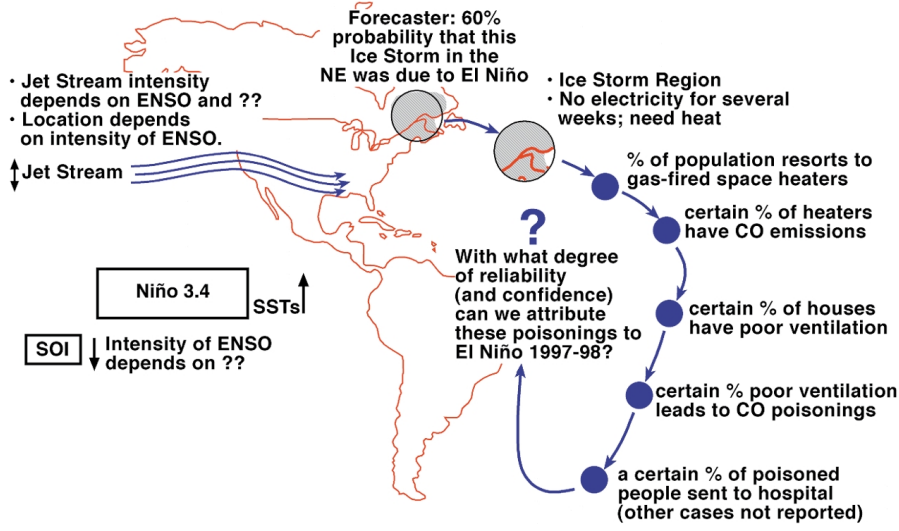 Forecaster: 60%
probability that this
Ice Storm in the
NE was due to El Niño
• Jet Stream intensity
depends on ENSO and ??
• Location depends
on intensity of ENSO.
Jet Stream
• Ice Storm Region
• No electricity for several
weeks; need heat
% of population resorts to
gas-fired space heaters
certain % of heaters
have CO emissions
?
With what degree
of reliability
(and confidence)
can we attribute
these poisonings to
El Niño 1997-98?
Niño 3.4
SSTs
SOI
Intensity of ENSO
depends on ??
certain % of houses
have poor ventilation
certain % poor ventilation
leads to CO poisonings
a certain % of poisoned
people sent to hospital
(other cases not reported)